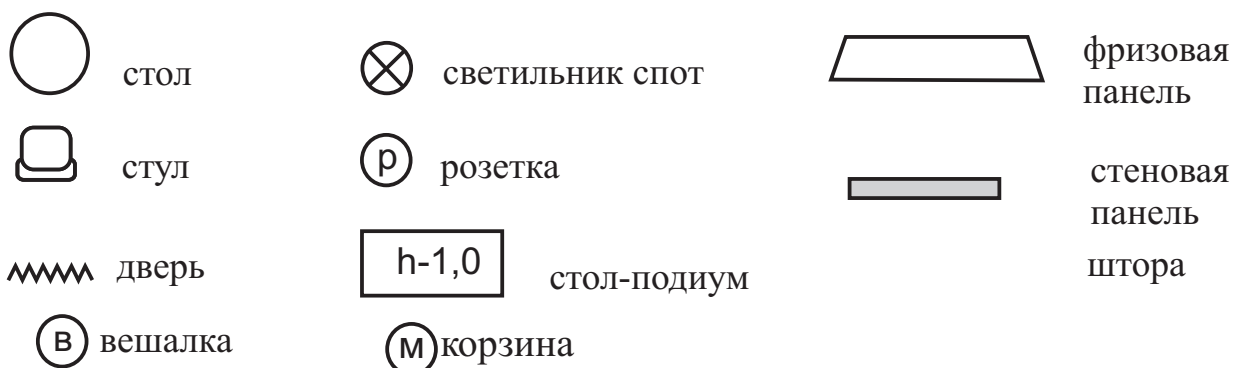 стол
светильник спот
фризовая
панель
стул
р
розетка
стеновая
панель
дверь
h-1,0
стол-подиум
штора
в
вешалка
м
корзина